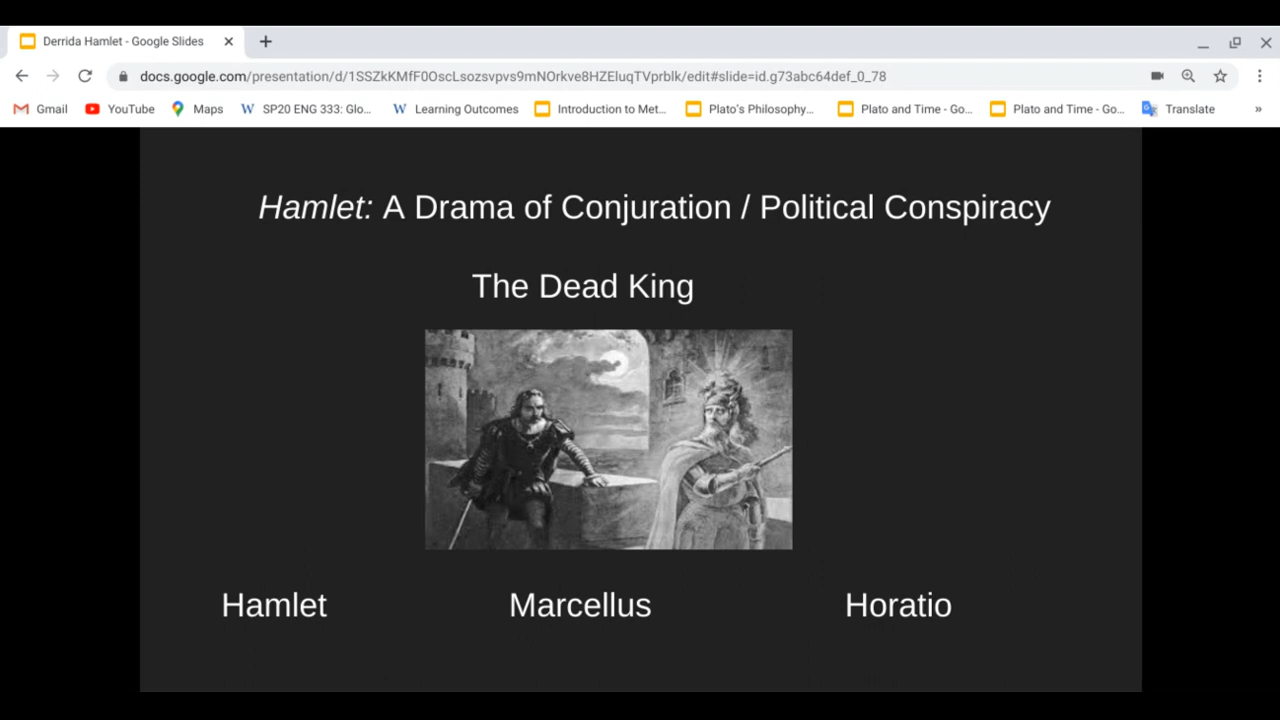 Derrida Hamlet - Google Slides
docs.google.com/presentation/d/1SSZkKMfF0OscLsozsvpvs9mNOrkve8HZEluqTVprblk/edit#slide=id.g73abc64def_0_78
Gmail YouTube Maps SP20 ENG 333: Glo... Learning Outcomes Introduction to Met... Plato's Philosophy... Plato and Time - Go... Plato and Time - Go... Translate »
Hamlet: A Drama of Conjuration / Political Conspiracy
The Dead King
Hamlet Marcellus Horatio